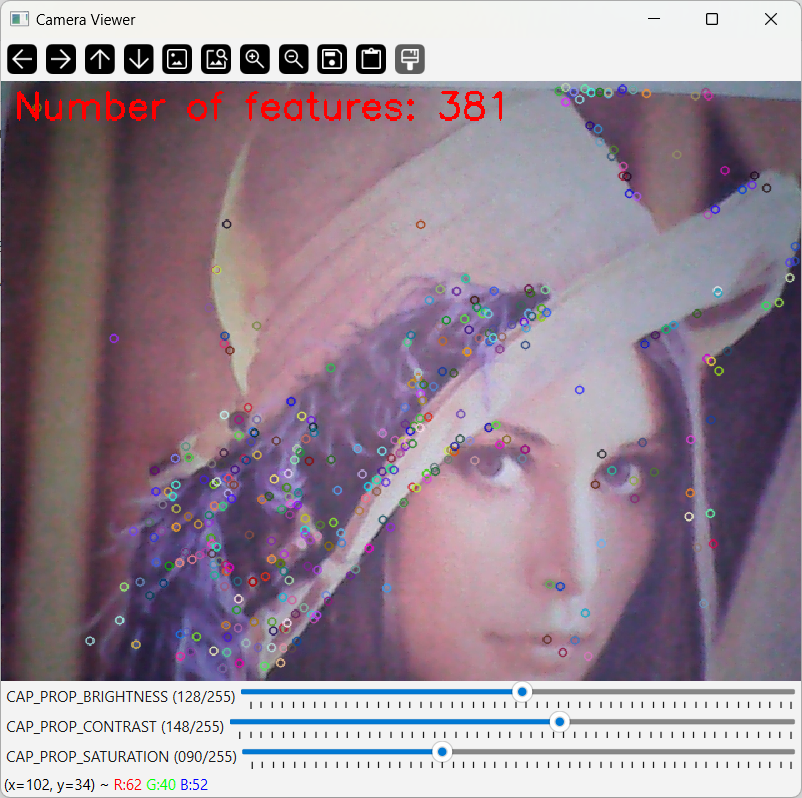 Camera Viewer
Number of features: 381
CAP_PROP_BRIGHTNESS (128/255)
CAP_PROP_CONTRAST (148/255)
CAP_PROP_SATURATION (090/255)
(x=102, y=34) ~ R:62 G:40 B:52